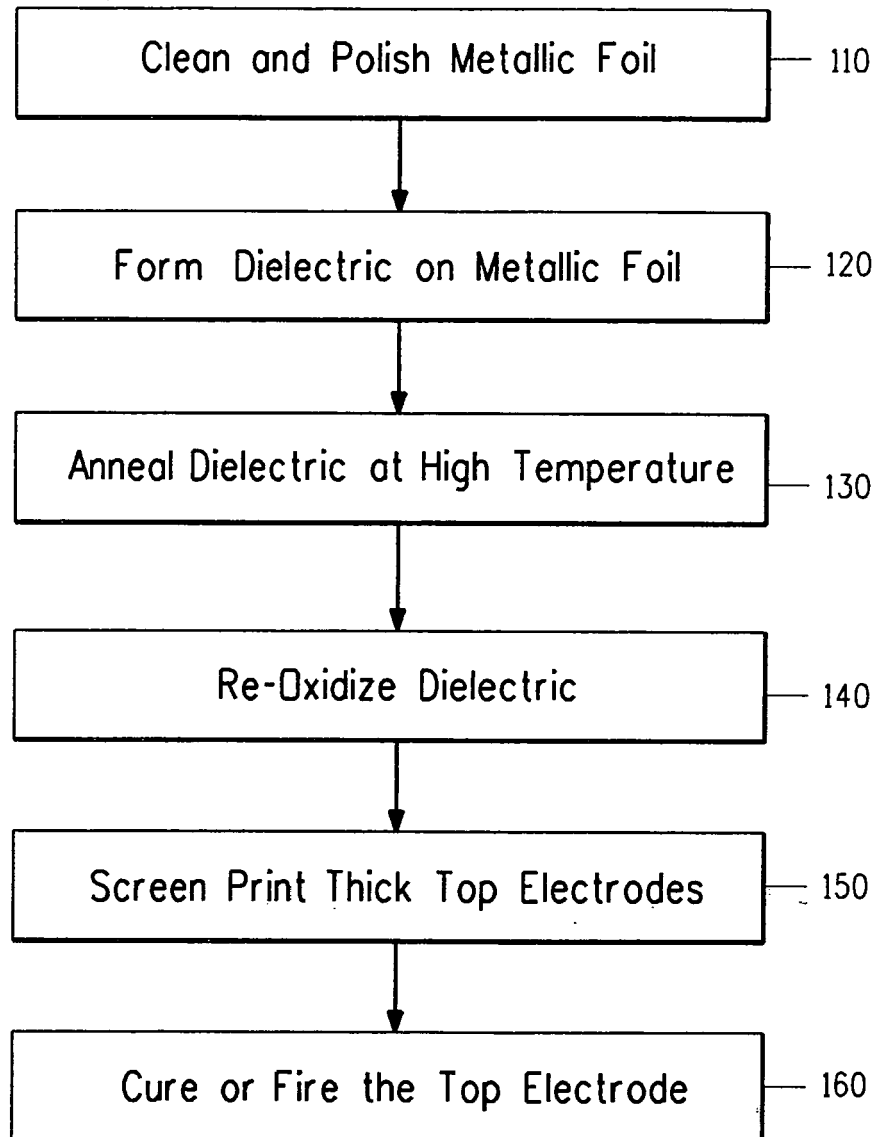 Clean and Polish Metallic Foil 110
Form Dielectric on Metallic Foil 120
Anneal Dielectric at High Temperature 130
Re-Oxidize Dielectric 140
Screen Print Thick Top Electrodes 150
Cure or Fire the Top Electrode 160